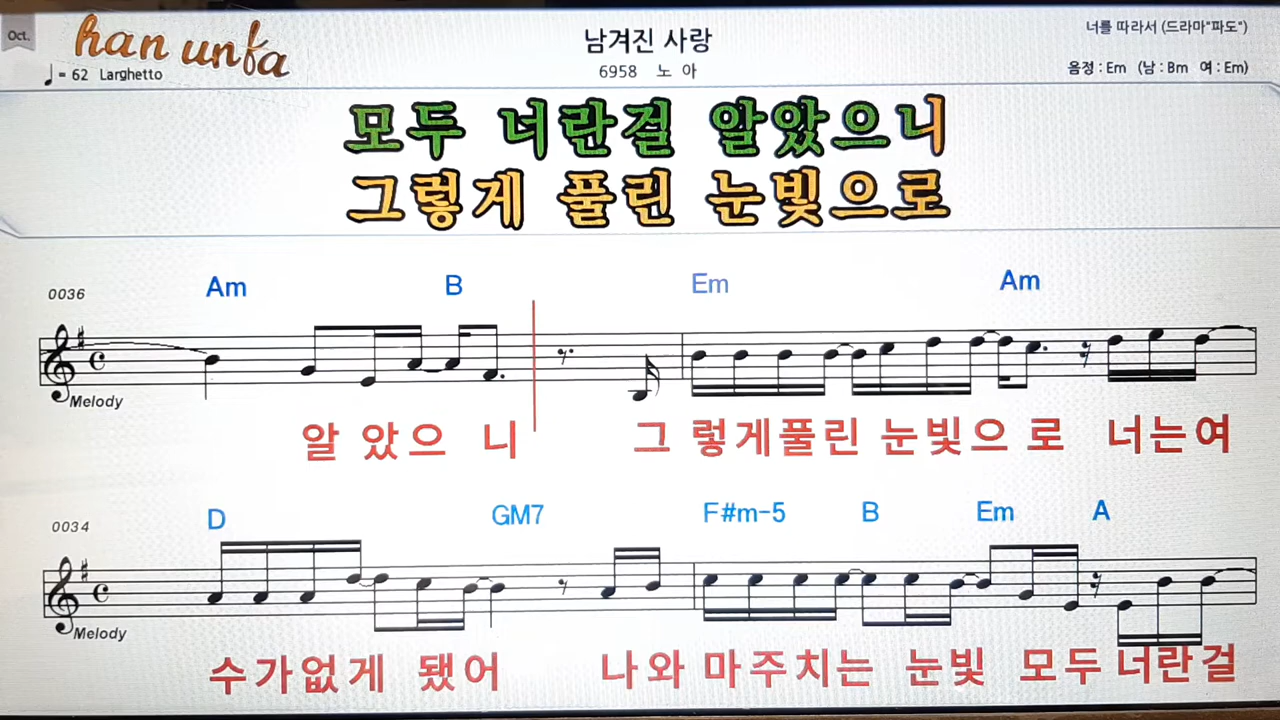 Oct.
han unfa
♩= 62 Larghetto
남겨진 사랑
6958 노 아
너를 따라서 (드라마"파도")
음정 : Em (남 : Bm 여 : Em)
모두 너란걸 알았으니
그렇게 풀린 눈빛으로
0036
Am B Em Am
Melody
알 았으 니 그 렇게풀린 눈빛으 로 너는여
0034
D GM7 F#m-5 B Em A
Melody
수가없게 됐어 나와 마주치는 눈빛 모두 너란걸